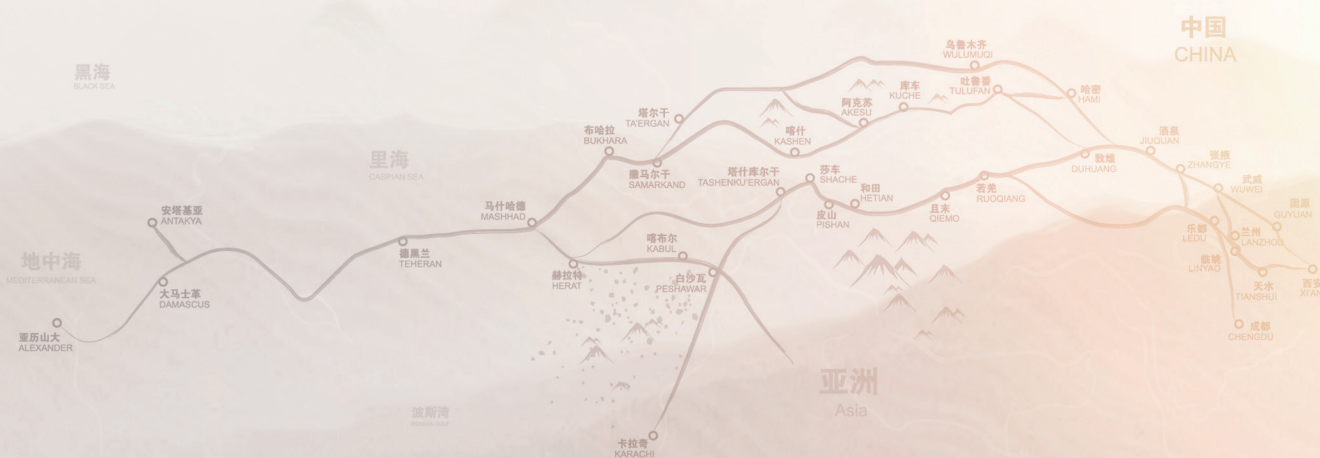 中国
CHINA
黑海
BLACK SEA
乌鲁木齐
WULUMUQI
吐鲁番
TULUFAN
库车
KUCHE
哈密
HAMI
阿克苏
AKESU
塔尔干
TA'ERGAN
布哈拉
BUKHARA
喀什
KASHEN
酒泉
JIUQUAN
里海
CASPIAN SEA
撒马尔干
SAMARKAND
塔什库尔干
TASHENKU'ERGAN
莎车
SHACHE
和田
HETIAN
敦煌
DUHUANG
张掖
ZHANGYE
武威
WUWEI
若羌
RUOQIANG
固原
GUYUAN
安塔基亚
ANTAKYA
马什哈德
MASHHAD
皮山
PISHAN
且末
QIEMO
乐都
LEDU
兰州
LANZHOU
地中海
MEDITERRANEAN SEA
德黑兰
TEHERAN
喀布尔
KABUL
赫拉特
HERAT
白沙瓦
PESHAWAR
临洮
LINYAO
天水
TIANSHUI
西安
XI'AN
大马士革
DAMASCUS
亚历山大
ALEXANDER
成都
CHENGDU
亚洲
Asia
波斯湾
卡拉奇
KARACHI